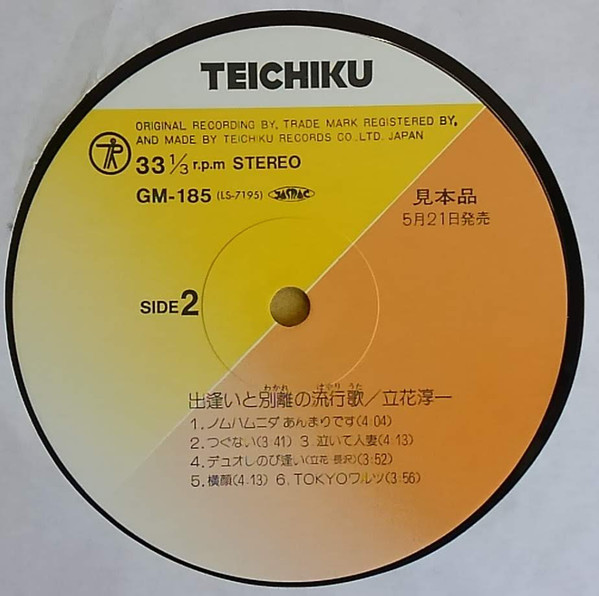 TEICHIKU
ORIGINAL RECORDING BY, TRADE MARK REGISTERED BY,
AND MADE BY TEICHIKU RECORDS CO., LTD. JAPAN
33 1/3 r.p.m STEREO
GM-185 (LS-7195) JASRAC
見本品
5月21日発売
SIDE 2
わかれ はやり うた
出逢いと別離の流行歌/立花淳一
1. ノムハムニダ あんまりです(4:04)
2. つぐない(3:41) 3. 泣いて人妻(4:13)
4. デュオしのび逢い(立花・長沢)(3:52)
5. 横顔(4:13) 6. TOKYOワルツ(3:56)